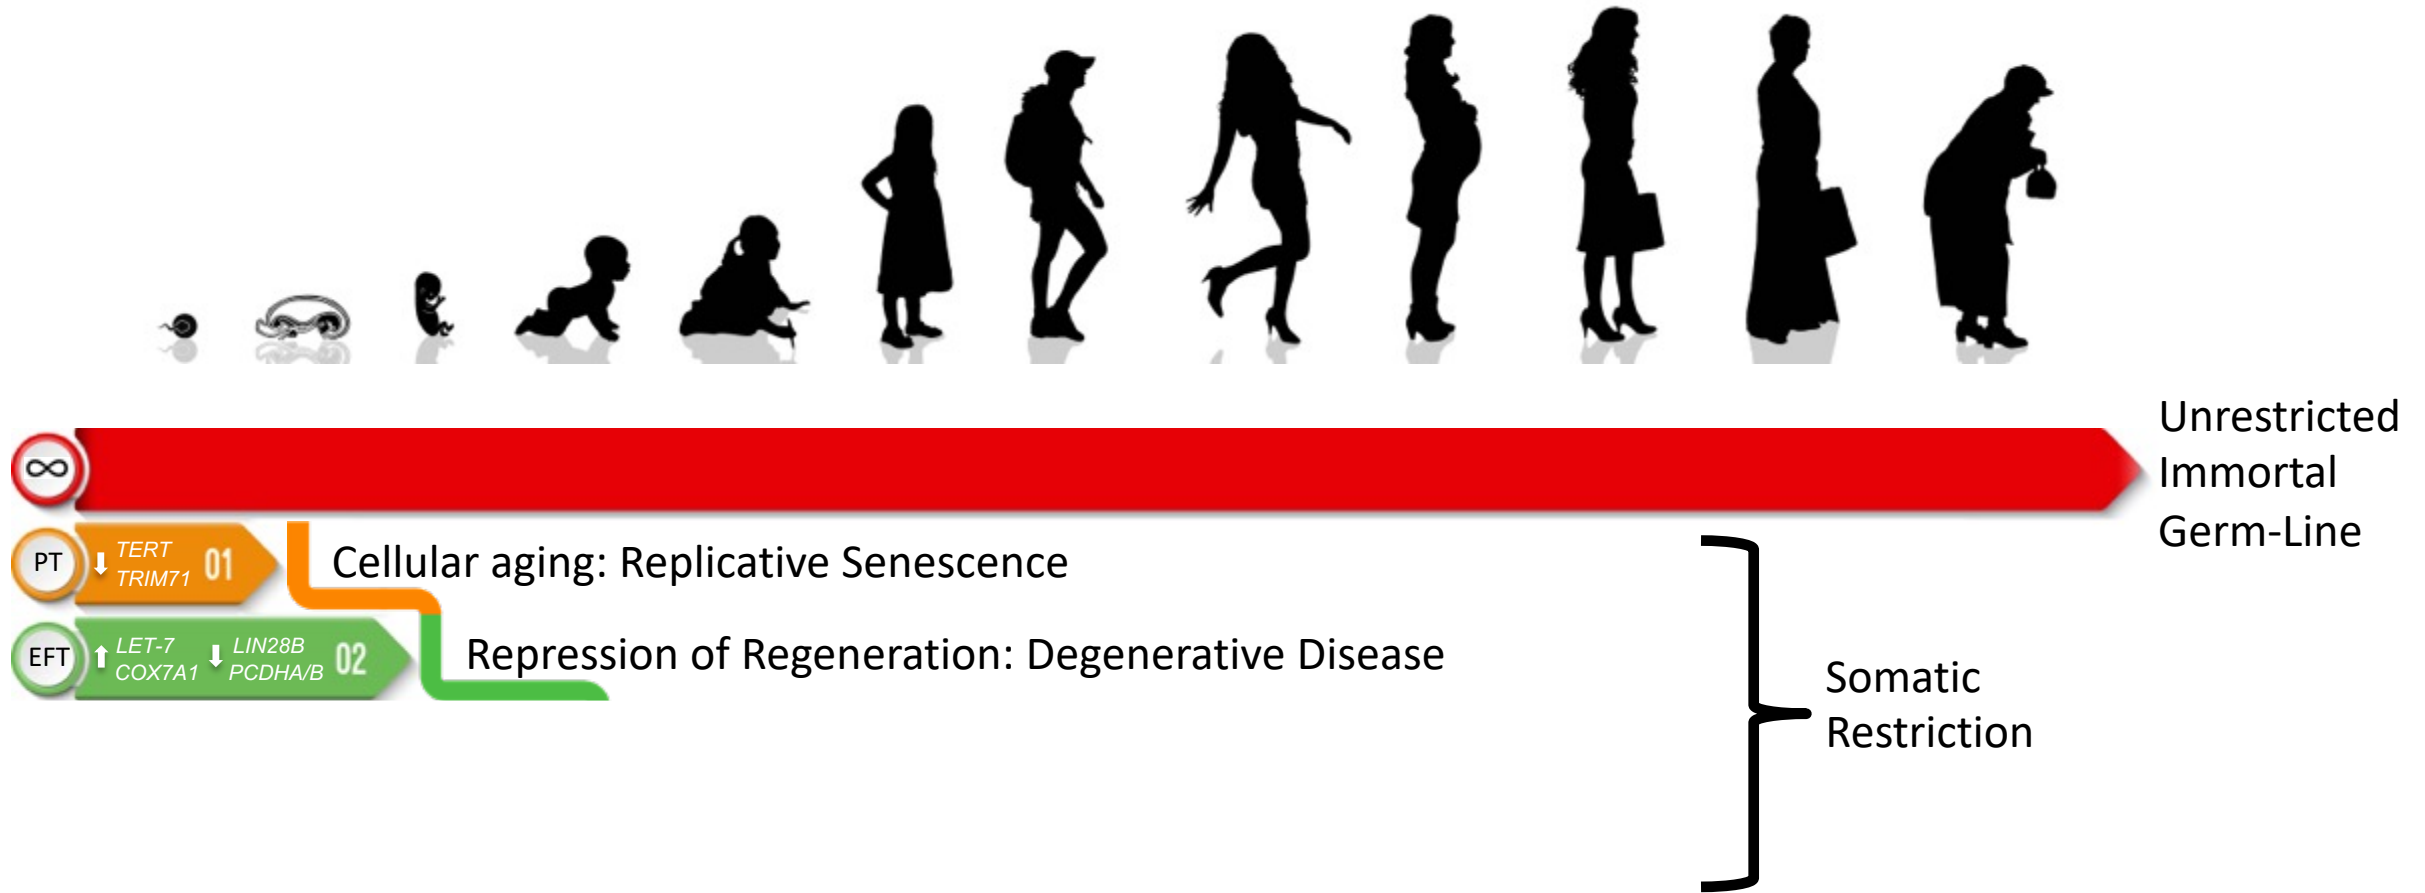 Unrestricted
Immortal
Germ-Line
∞
PT
⬇ TERT
TRIM71
01
Cellular aging: Replicative Senescence
EFT
⬆ LET-7
COX7A1
⬇ LIN28B
PCDHA/B
02
Repression of Regeneration: Degenerative Disease
Somatic
Restriction